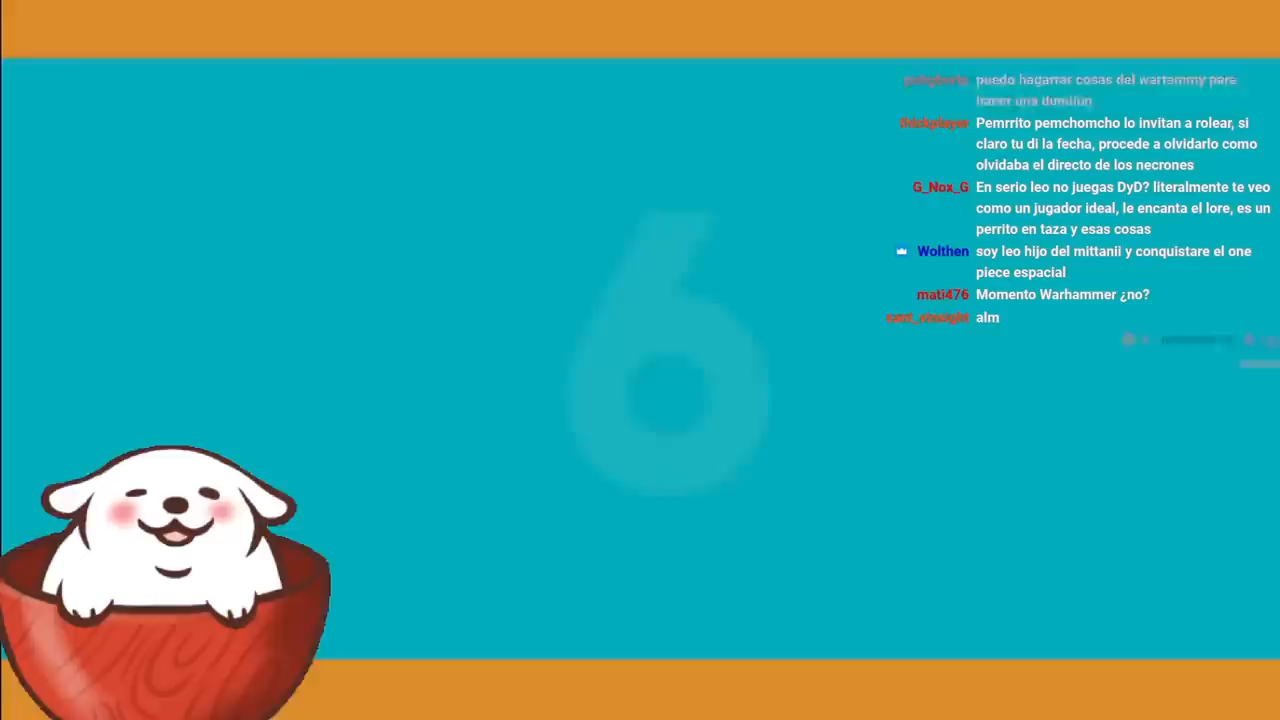 puedo hagarrar cosas del warhammy para
hacer una
Pemrrito pemchomcho lo invitan a rolear, si
claro tu di la fecha, procede a olvidarlo como
olvidaba el directo de los necrones
G_Nox_G En serio leo no juegas DyD? literalmente te veo
como un jugador ideal, le encanta el lore, es un
perrito en taza y esas cosas
Wolthen soy leo hijo del mittanii y conquistare el one
piece espacial
mati476 Momento Warhammer ¿no?
alm
6